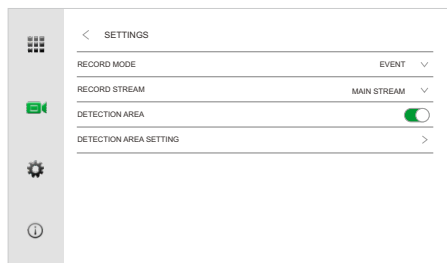 SETTINGS
RECORD MODE EVENT
RECORD STREAM MAIN STREAM
DETECTION AREA
DETECTION AREA SETTING